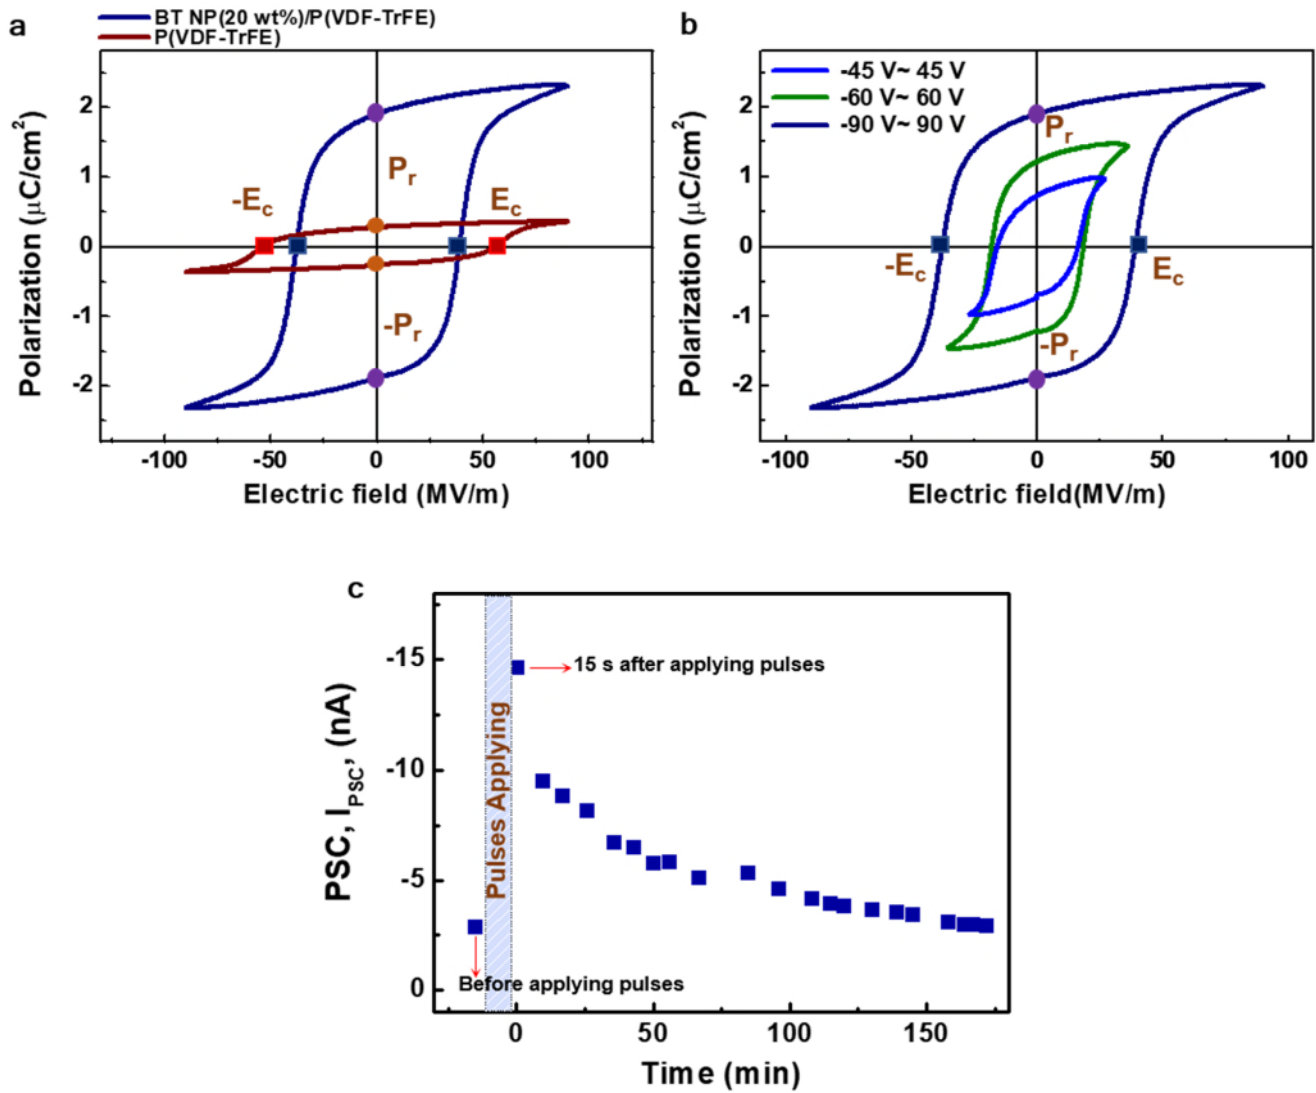 a
BT NP(20 wt%)/P(VDF-TrFE)
P(VDF-TrFE)
Polarization (μC/cm²)
2
1
0
-1
-2
-Ec
Pr
Ec
-Pr
-100 -50 0 50 100
Electric field (MV/m)
b
-45 V~ 45 V
-60 V~ 60 V
-90 V~ 90 V
Polarization (μC/cm²)
2
1
0
-1
-2
Pr
-Ec
Ec
-Pr
-100 -50 0 50 100
Electric field(MV/m)
c
PSC, IPSC, (nA)
-15
-10
-5
0
15 s after applying pulses
Pulses Applying
Before applying pulses
0 50 100 150
Time (min)